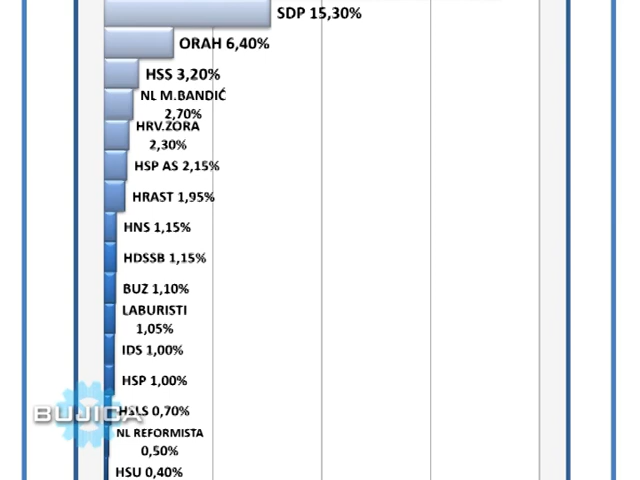 SDP 15,30%
ORAH 6,40%
HSS 3,20%
NL M.BANDIĆ
2,70%
HRV.ZORA
2,30%
HSP AS 2,15%
HRAST 1,95%
HNS 1,15%
HDSSB 1,15%
BUZ 1,10%
LABURISTI
1,05%
IDS 1,00%
HSP 1,00%
HSLS 0,70%
BUJICA
NL REFORMISTA
0,50%
HSU 0,40%